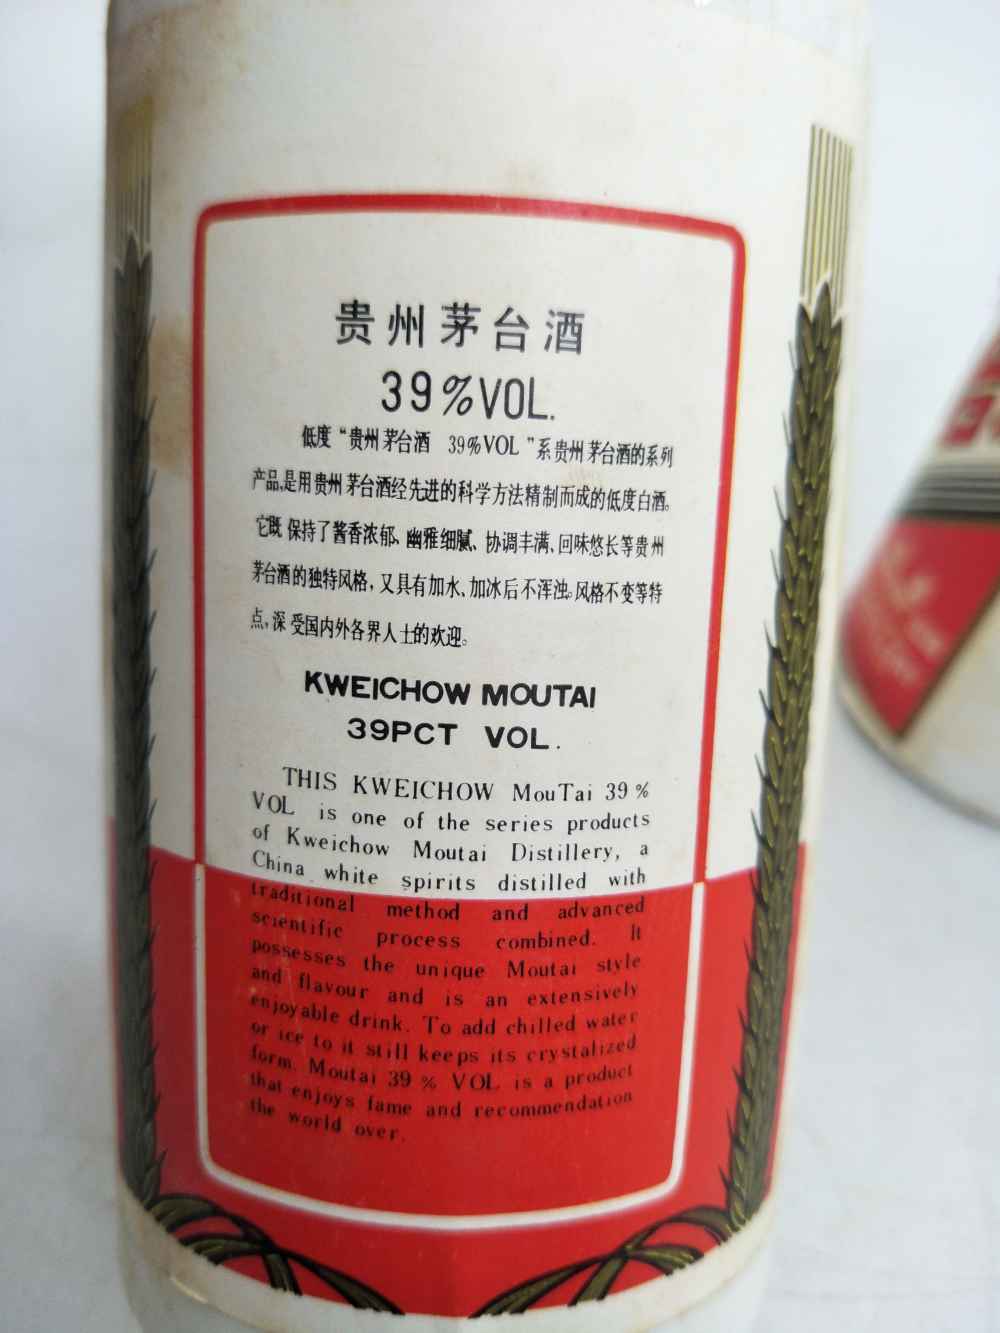 贵州茅台酒
39%VOL.
低度“贵州茅台酒 39%VOL”系贵州茅台酒的系列
产品,是用贵州茅台酒经先进的科学方法精制而成的低度白酒。
它既保持了酱香浓郁、幽雅细腻、协调丰满、回味悠长等贵州
茅台酒的独特风格，又具有加水、加冰后不浑浊。风格不变等特
点，深受国内外各界人士的欢迎。
KWEICHOW MOUTAI
39PCT VOL.
THIS KWEICHOW MouTai 39%
VOL is one of the series products
of Kweichow Moutai Distillery, a
China white spirits distilled with
traditional method and advanced
scientific process combined. It
possesses the unique Moutai style
and flavour and is an extensively
enjoyable drink. To add chilled water
or ice to it still keeps its crystalized
form. Moutai 39% VOL is a product
that enjoys fame and recommendation
the world over.